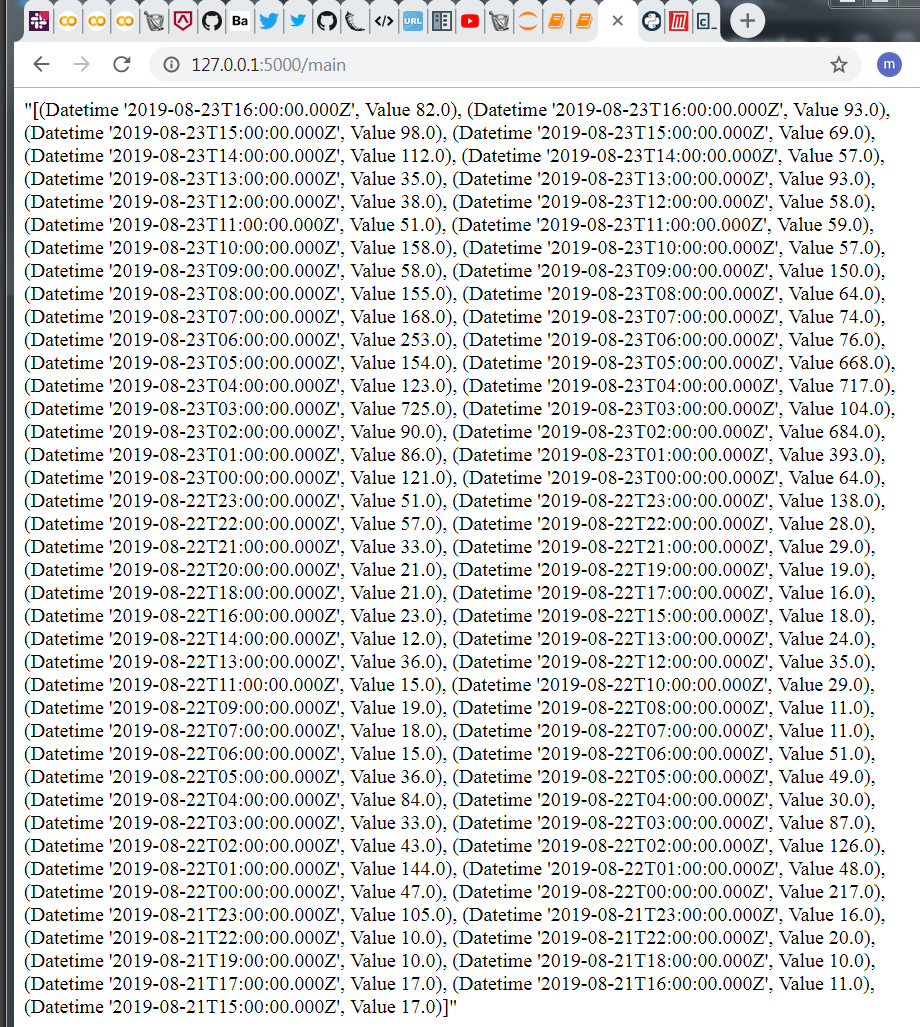 Ba
</>
URL
127.0.0.1:5000/main
m
"[(Datetime '2019-08-23T16:00:00.000Z', Value 82.0), (Datetime '2019-08-23T16:00:00.000Z', Value 93.0),
(Datetime '2019-08-23T15:00:00.000Z', Value 98.0), (Datetime '2019-08-23T15:00:00.000Z', Value 69.0),
(Datetime '2019-08-23T14:00:00.000Z', Value 112.0), (Datetime '2019-08-23T14:00:00.000Z', Value 57.0),
(Datetime '2019-08-23T13:00:00.000Z', Value 35.0), (Datetime '2019-08-23T13:00:00.000Z', Value 93.0),
(Datetime '2019-08-23T12:00:00.000Z', Value 38.0), (Datetime '2019-08-23T12:00:00.000Z', Value 58.0),
(Datetime '2019-08-23T11:00:00.000Z', Value 51.0), (Datetime '2019-08-23T11:00:00.000Z', Value 59.0),
(Datetime '2019-08-23T10:00:00.000Z', Value 158.0), (Datetime '2019-08-23T10:00:00.000Z', Value 57.0),
(Datetime '2019-08-23T09:00:00.000Z', Value 58.0), (Datetime '2019-08-23T09:00:00.000Z', Value 150.0),
(Datetime '2019-08-23T08:00:00.000Z', Value 155.0), (Datetime '2019-08-23T08:00:00.000Z', Value 64.0),
(Datetime '2019-08-23T07:00:00.000Z', Value 168.0), (Datetime '2019-08-23T07:00:00.000Z', Value 74.0),
(Datetime '2019-08-23T06:00:00.000Z', Value 253.0), (Datetime '2019-08-23T06:00:00.000Z', Value 76.0),
(Datetime '2019-08-23T05:00:00.000Z', Value 154.0), (Datetime '2019-08-23T05:00:00.000Z', Value 668.0),
(Datetime '2019-08-23T04:00:00.000Z', Value 123.0), (Datetime '2019-08-23T04:00:00.000Z', Value 717.0),
(Datetime '2019-08-23T03:00:00.000Z', Value 725.0), (Datetime '2019-08-23T03:00:00.000Z', Value 104.0),
(Datetime '2019-08-23T02:00:00.000Z', Value 90.0), (Datetime '2019-08-23T02:00:00.000Z', Value 684.0),
(Datetime '2019-08-23T01:00:00.000Z', Value 86.0), (Datetime '2019-08-23T01:00:00.000Z', Value 393.0),
(Datetime '2019-08-23T00:00:00.000Z', Value 121.0), (Datetime '2019-08-23T00:00:00.000Z', Value 64.0),
(Datetime '2019-08-22T23:00:00.000Z', Value 51.0), (Datetime '2019-08-22T23:00:00.000Z', Value 138.0),
(Datetime '2019-08-22T22:00:00.000Z', Value 57.0), (Datetime '2019-08-22T22:00:00.000Z', Value 28.0),
(Datetime '2019-08-22T21:00:00.000Z', Value 33.0), (Datetime '2019-08-22T21:00:00.000Z', Value 29.0),
(Datetime '2019-08-22T20:00:00.000Z', Value 21.0), (Datetime '2019-08-22T19:00:00.000Z', Value 19.0),
(Datetime '2019-08-22T18:00:00.000Z', Value 21.0), (Datetime '2019-08-22T17:00:00.000Z', Value 16.0),
(Datetime '2019-08-22T16:00:00.000Z', Value 23.0), (Datetime '2019-08-22T15:00:00.000Z', Value 18.0),
(Datetime '2019-08-22T14:00:00.000Z', Value 12.0), (Datetime '2019-08-22T13:00:00.000Z', Value 24.0),
(Datetime '2019-08-22T13:00:00.000Z', Value 36.0), (Datetime '2019-08-22T12:00:00.000Z', Value 35.0),
(Datetime '2019-08-22T11:00:00.000Z', Value 15.0), (Datetime '2019-08-22T10:00:00.000Z', Value 29.0),
(Datetime '2019-08-22T09:00:00.000Z', Value 19.0), (Datetime '2019-08-22T08:00:00.000Z', Value 11.0),
(Datetime '2019-08-22T07:00:00.000Z', Value 18.0), (Datetime '2019-08-22T07:00:00.000Z', Value 11.0),
(Datetime '2019-08-22T06:00:00.000Z', Value 15.0), (Datetime '2019-08-22T06:00:00.000Z', Value 51.0),
(Datetime '2019-08-22T05:00:00.000Z', Value 36.0), (Datetime '2019-08-22T05:00:00.000Z', Value 49.0),
(Datetime '2019-08-22T04:00:00.000Z', Value 84.0), (Datetime '2019-08-22T04:00:00.000Z', Value 30.0),
(Datetime '2019-08-22T03:00:00.000Z', Value 33.0), (Datetime '2019-08-22T03:00:00.000Z', Value 87.0),
(Datetime '2019-08-22T02:00:00.000Z', Value 43.0), (Datetime '2019-08-22T02:00:00.000Z', Value 126.0),
(Datetime '2019-08-22T01:00:00.000Z', Value 144.0), (Datetime '2019-08-22T01:00:00.000Z', Value 48.0),
(Datetime '2019-08-22T00:00:00.000Z', Value 47.0), (Datetime '2019-08-22T00:00:00.000Z', Value 217.0),
(Datetime '2019-08-21T23:00:00.000Z', Value 105.0), (Datetime '2019-08-21T23:00:00.000Z', Value 16.0),
(Datetime '2019-08-21T22:00:00.000Z', Value 10.0), (Datetime '2019-08-21T22:00:00.000Z', Value 20.0),
(Datetime '2019-08-21T19:00:00.000Z', Value 10.0), (Datetime '2019-08-21T18:00:00.000Z', Value 10.0),
(Datetime '2019-08-21T17:00:00.000Z', Value 17.0), (Datetime '2019-08-21T16:00:00.000Z', Value 11.0),
(Datetime '2019-08-21T15:00:00.000Z', Value 17.0)]"